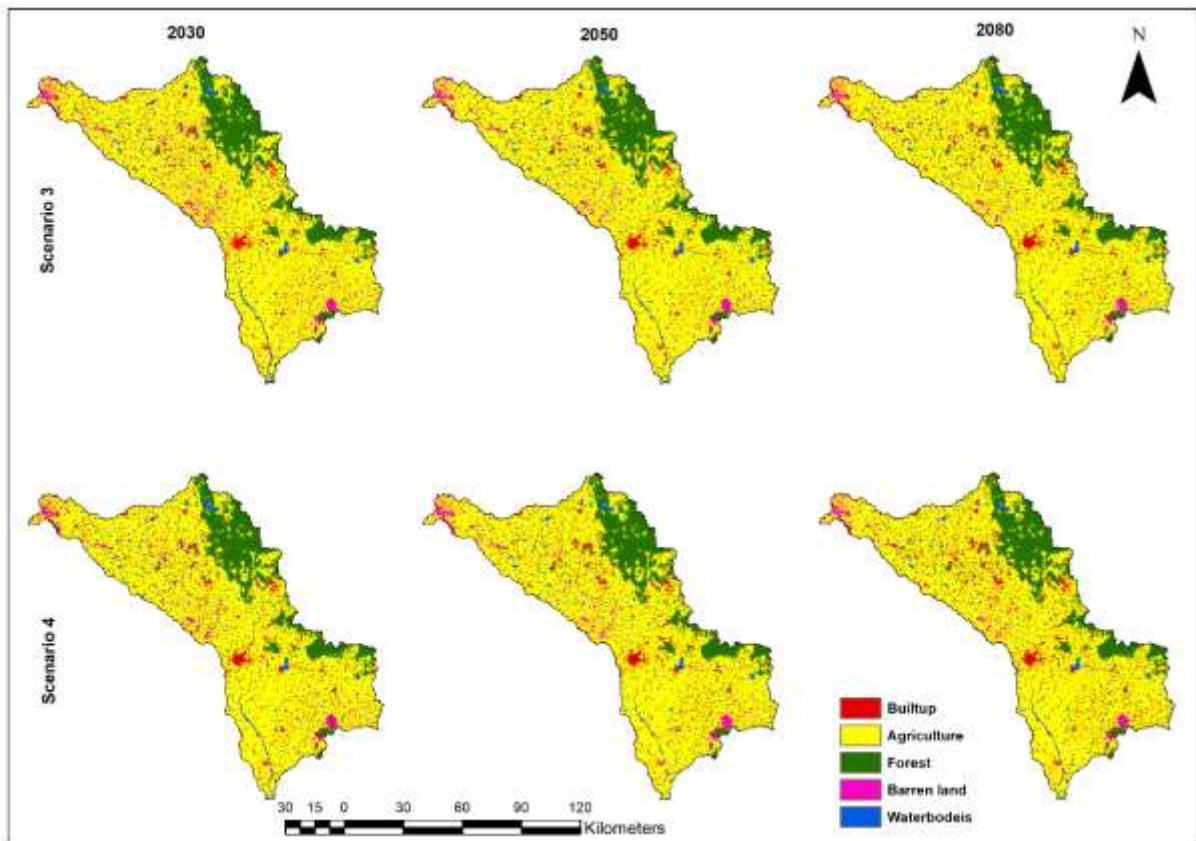 2030
2050
2080
N
Scenario 3
Scenario 4
Builtup
Agriculture
Forest
Barren land
Waterbodeis
30 15 0 30 60 90 120
Kilometers